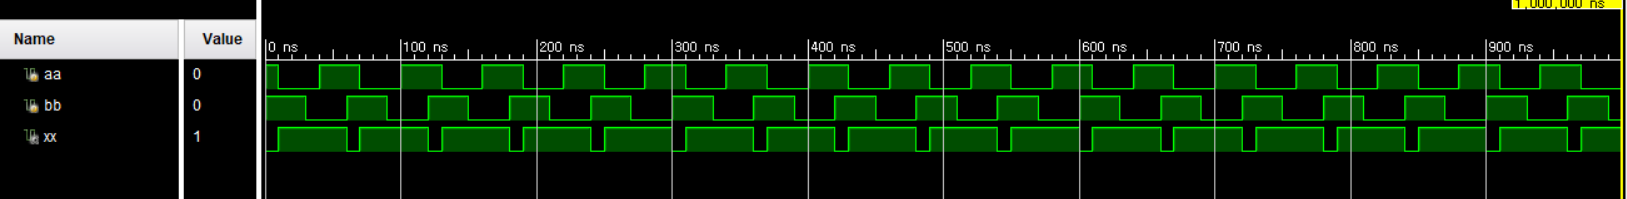 1,000,000 ns
Name Value
0 ns 100 ns 200 ns 300 ns 400 ns 500 ns 600 ns 700 ns 800 ns 900 ns
aa 0
bb 0
xx 1